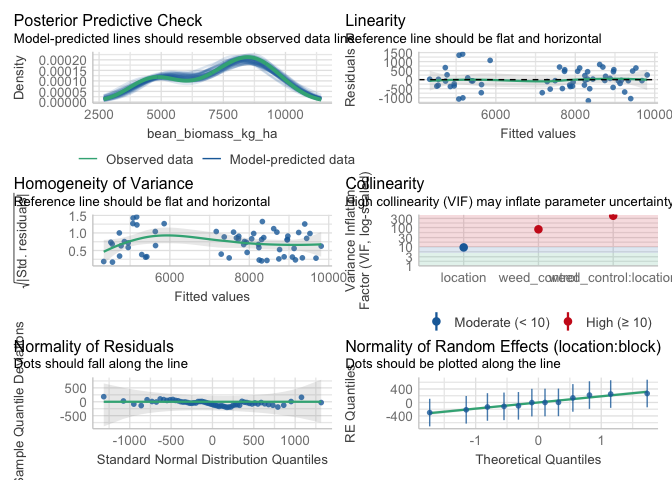 Posterior Predictive Check
Model-predicted lines should resemble observed data line
Density
0.00020
0.00015
0.00010
0.00005
0.00000
2500 5000 7500 10000
bean_biomass_kg_ha
Observed data Model-predicted data
Linearity
Reference line should be flat and horizontal
Residuals
1500
1000
500
0
-500
-1000
6000 8000 10000
Fitted values
Homogeneity of Variance
Reference line should be flat and horizontal
√|Std. residuals|
1.5
1.0
0.5
6000 8000 10000
Fitted values
Collinearity
High collinearity (VIF) may inflate parameter uncertainty
Variance Inflation
Factor (VIF, log-scaled)
300
100
30
10
3
1
location weed_control weed_control:location
Moderate (< 10) High (≥ 10)
Normality of Residuals
Dots should fall along the line
Sample Quantile Deviations
500
0
-500
-1000 -500 0 500 1000
Standard Normal Distribution Quantiles
Normality of Random Effects (location:block)
Dots should be plotted along the line
RE Quantiles
400
0
-400
-1 0 1
Theoretical Quantiles